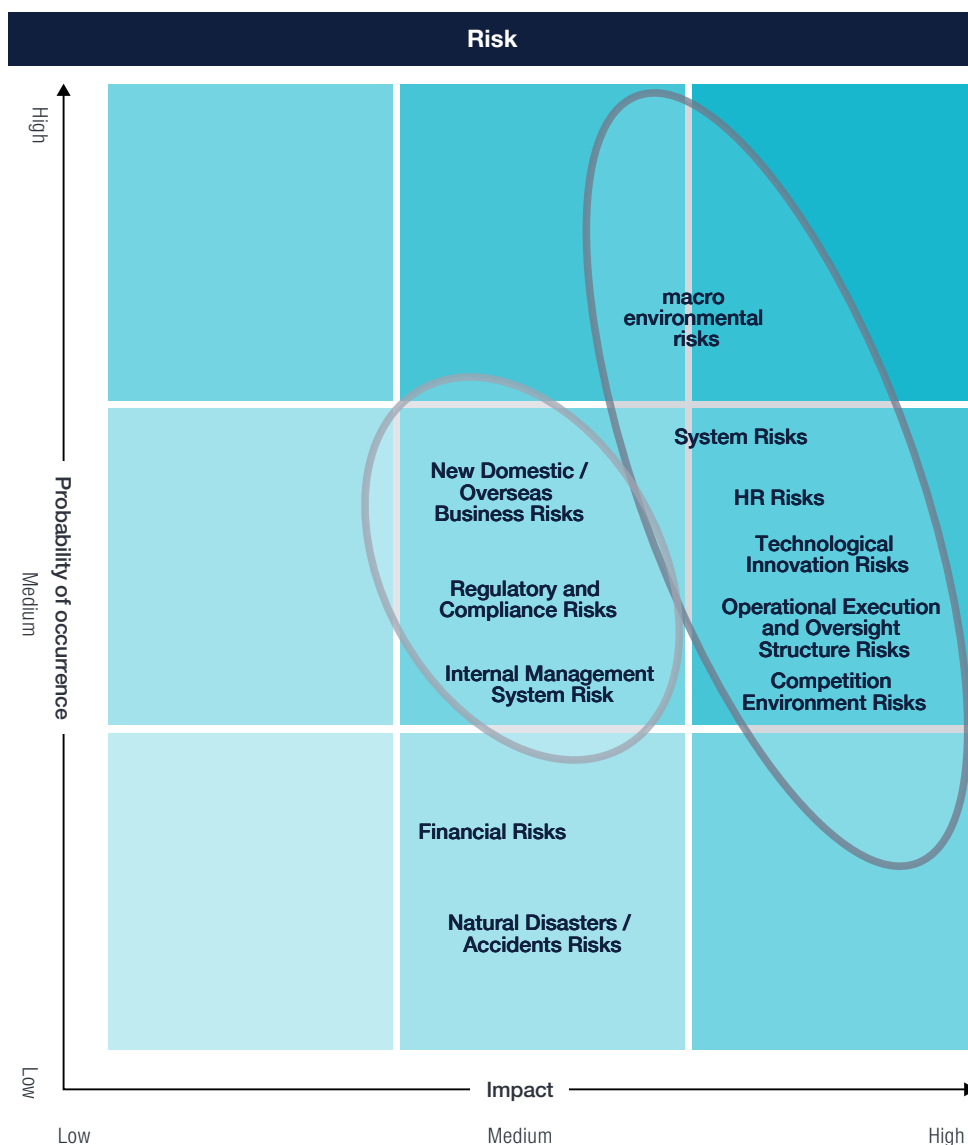 Risk
High
macro
environmental
risks
System Risks
New Domestic /
Overseas
Business Risks
HR Risks
Technological
Innovation Risks
Probability of occurrence
Medium
Regulatory and
Compliance Risks
Operational Execution
and Oversight
Structure Risks
Internal Management
System Risk
Competition
Environment Risks
Financial Risks
Natural Disasters /
Accidents Risks
Low
Impact
Low
Medium
High